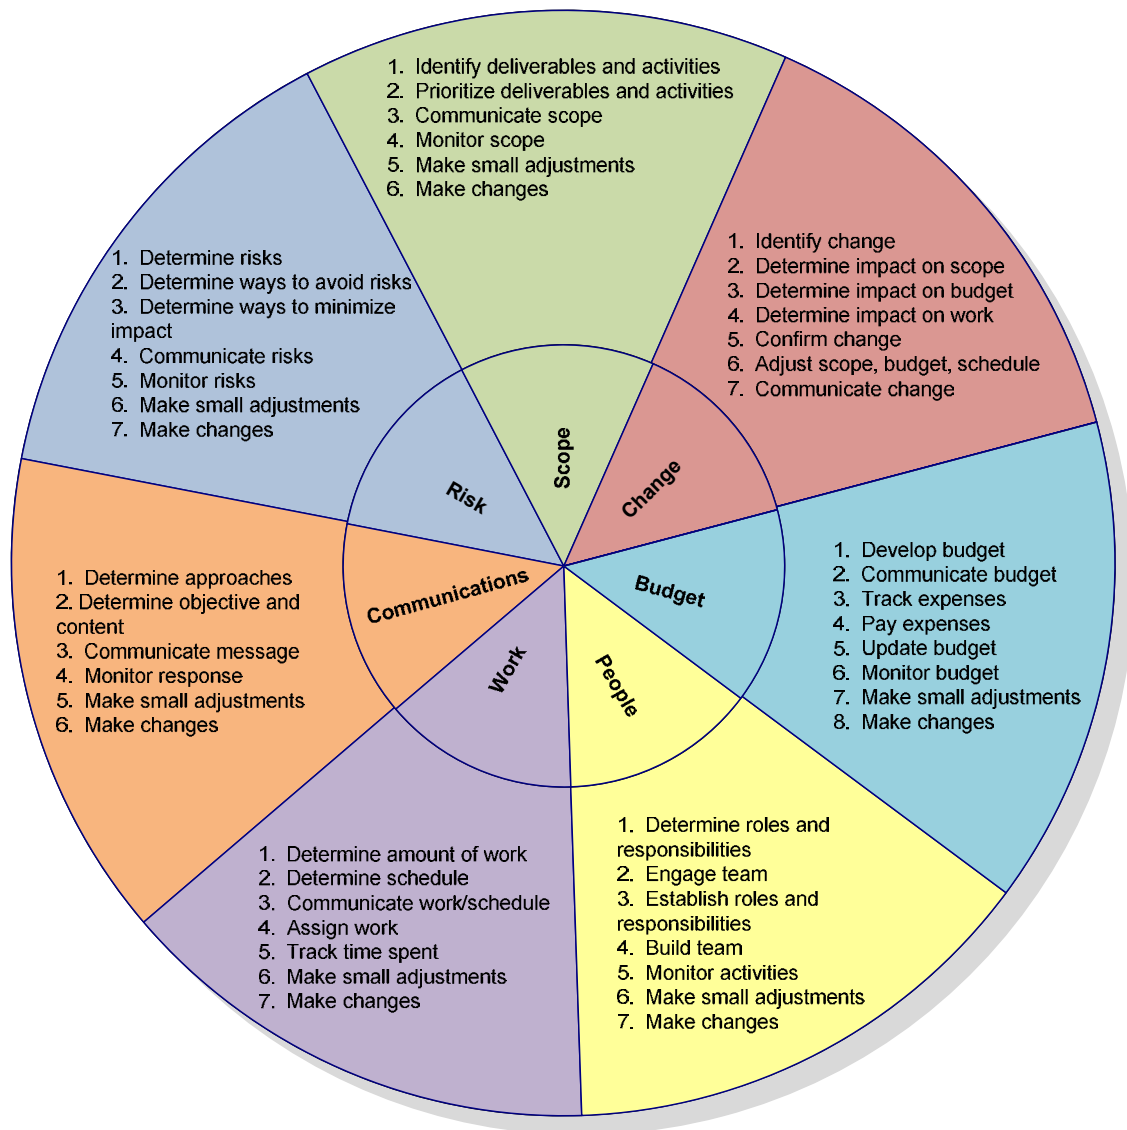 1. Identify deliverables and activities
2. Prioritize deliverables and activities
3. Communicate scope
4. Monitor scope
5. Make small adjustments
6. Make changes
Scope
1. Identify change
2. Determine impact on scope
3. Determine impact on budget
4. Determine impact on work
5. Confirm change
6. Adjust scope, budget, schedule
7. Communicate change
Change
1. Develop budget
2. Communicate budget
3. Track expenses
4. Pay expenses
5. Update budget
6. Monitor budget
7. Make small adjustments
8. Make changes
Budget
1. Determine roles and
responsibilities
2. Engage team
3. Establish roles and
responsibilities
4. Build team
5. Monitor activities
6. Make small adjustments
7. Make changes
People
1. Determine amount of work
2. Determine schedule
3. Communicate work/schedule
4. Assign work
5. Track time spent
6. Make small adjustments
7. Make changes
Work
1. Determine approaches
2. Determine objective and
content
3. Communicate message
4. Monitor response
5. Make small adjustments
6. Make changes
Communications
1. Determine risks
2. Determine ways to avoid risks
3. Determine ways to minimize
impact
4. Communicate risks
5. Monitor risks
6. Make small adjustments
7. Make changes
Risk